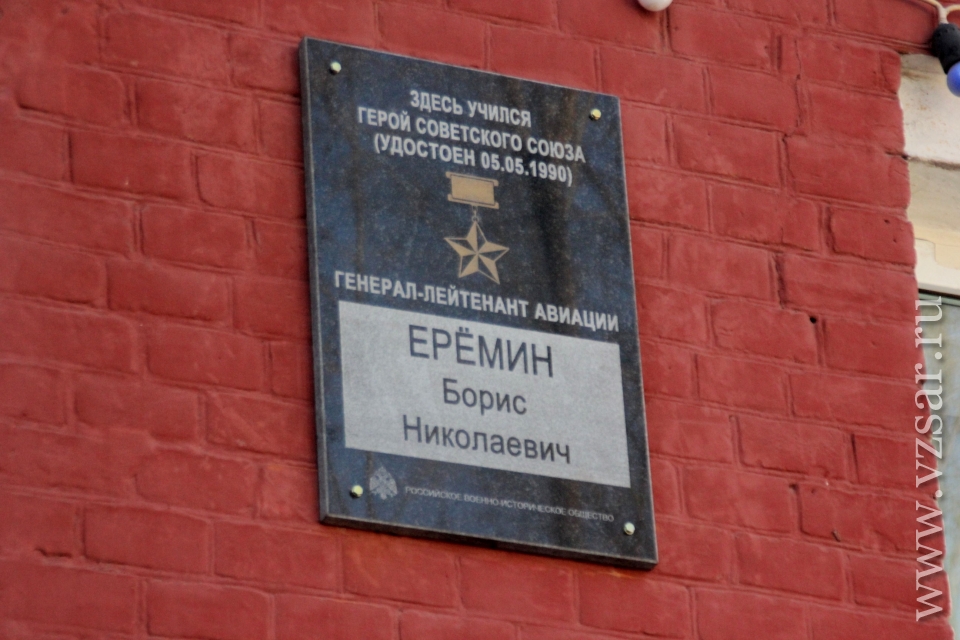 ЗДЕСЬ УЧИЛСЯ
ГЕРОЙ СОВЕТСКОГО СОЮЗА
(УДОСТОЕН 05.05.1990)
ГЕНЕРАЛ-ЛЕЙТЕНАНТ АВИАЦИИ
ЕРЁМИН
Борис
Николаевич
РОССИЙСКОЕ ВОЕННО-ИСТОРИЧЕСКОЕ ОБЩЕСТВО
www.vzsar.ru